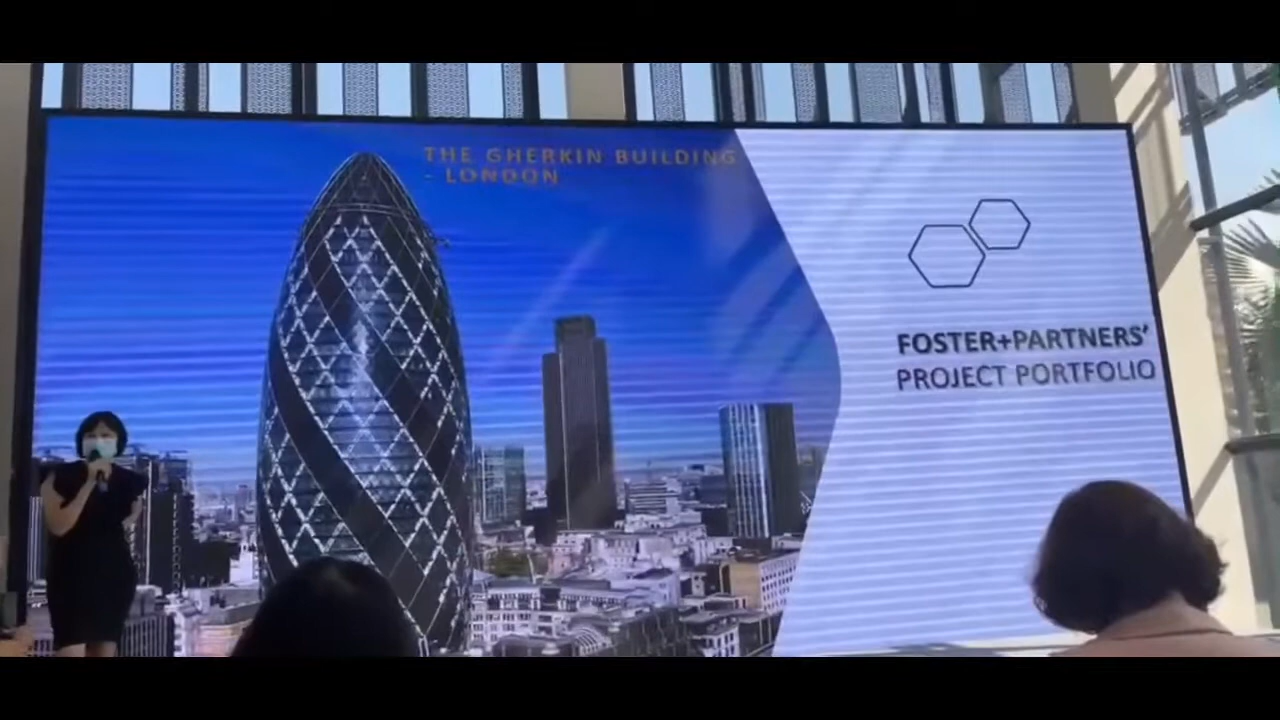 THE GHERKIN BUILDING
- LONDON
FOSTER+PARTNERS'
PROJECT PORTFOLIO